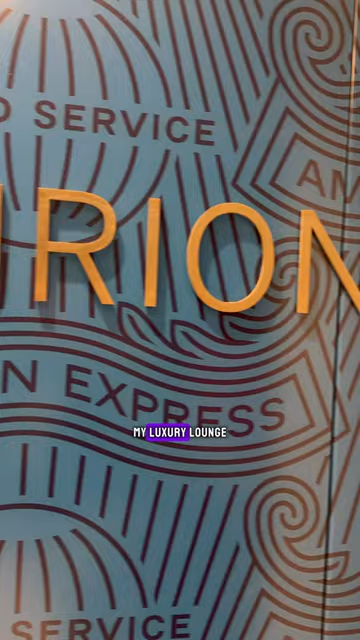 D SERVICE
AM
RION
N EXPRESS
MY LUXURY LOUNGE
SERVICE